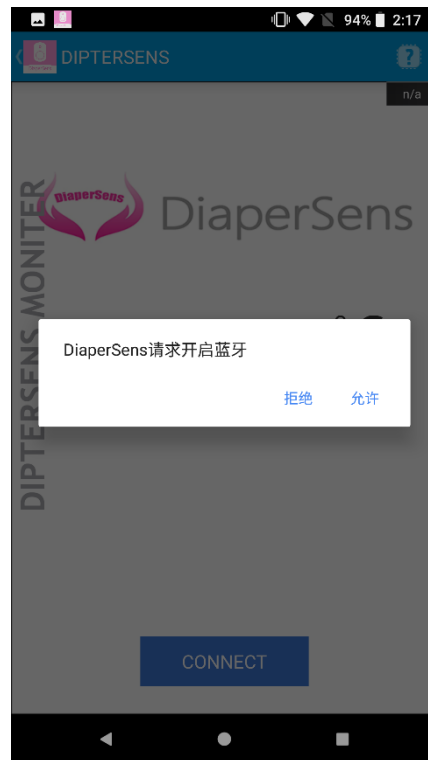 94% 2:17
DIPTERSENS
n/a
DiaperSens
DiaperSens
DIPTERSENS MONITER
DiaperSens请求开启蓝牙
拒绝 允许
CONNECT